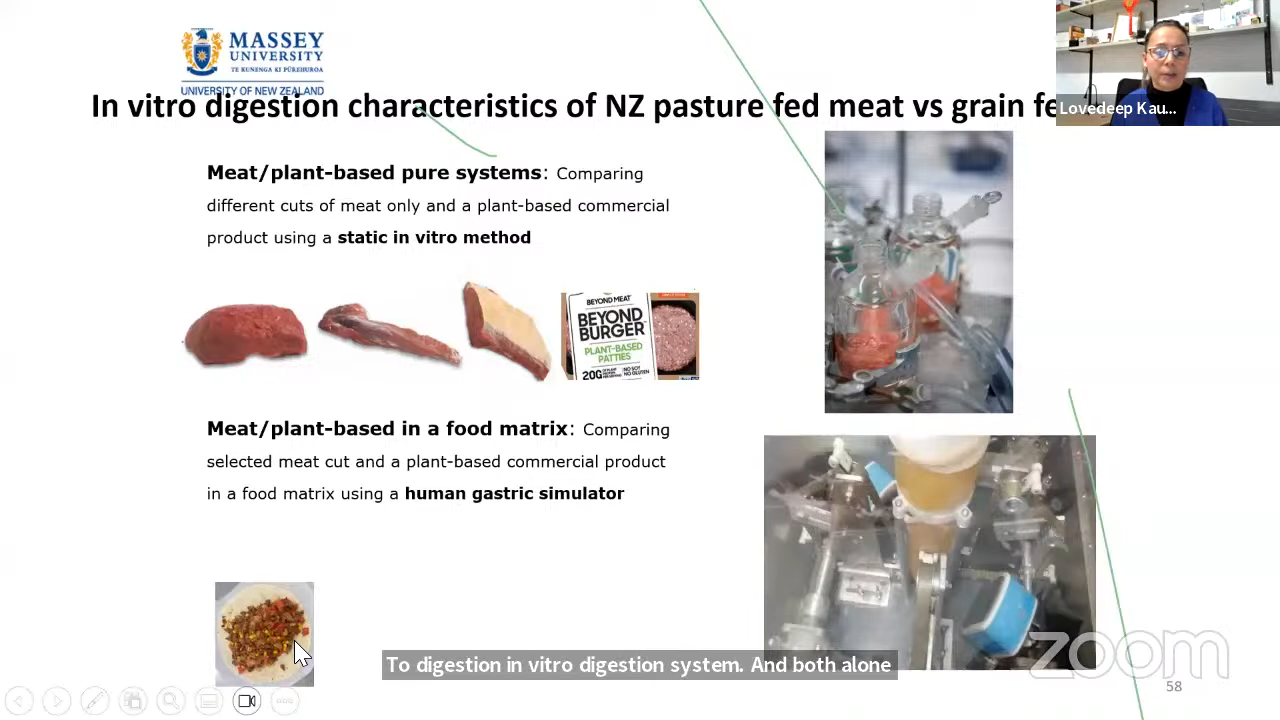 MASSEY
UNIVERSITY
TE KUNENGA KI PŪREHUROA
UNIVERSITY OF NEW ZEALAND
In vitro digestion characteristics of NZ pasture fed meat vs grain fe
Lovedeep Kau...
Meat/plant-based pure systems: Comparing
different cuts of meat only and a plant-based commercial
product using a static in vitro method
BEYOND MEAT
BEYOND
BURGER
PLANT-BASED
PATTIES
20G
NO SOY
NO GLUTEN
Meat/plant-based in a food matrix: Comparing
selected meat cut and a plant-based commercial product
in a food matrix using a human gastric simulator
To digestion in vitro digestion system. And both alone
zoom
58